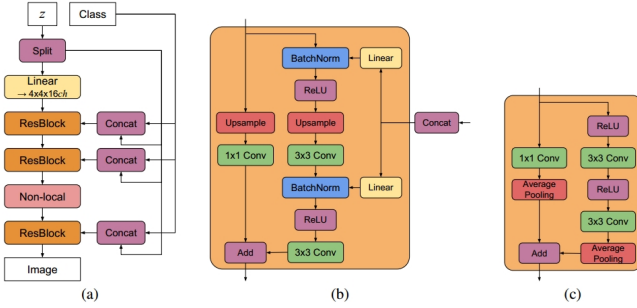 z
Class
Split
Linear
→ 4x4x16ch
ResBlock
Concat
ResBlock
Concat
Non-local
ResBlock
Concat
Image
(a)
BatchNorm
Linear
ReLU
Upsample
Upsample
Concat
1x1 Conv
3x3 Conv
BatchNorm
Linear
ReLU
Add
3x3 Conv
(b)
ReLU
1x1 Conv
3x3 Conv
Average
Pooling
ReLU
3x3 Conv
Add
Average
Pooling
(c)